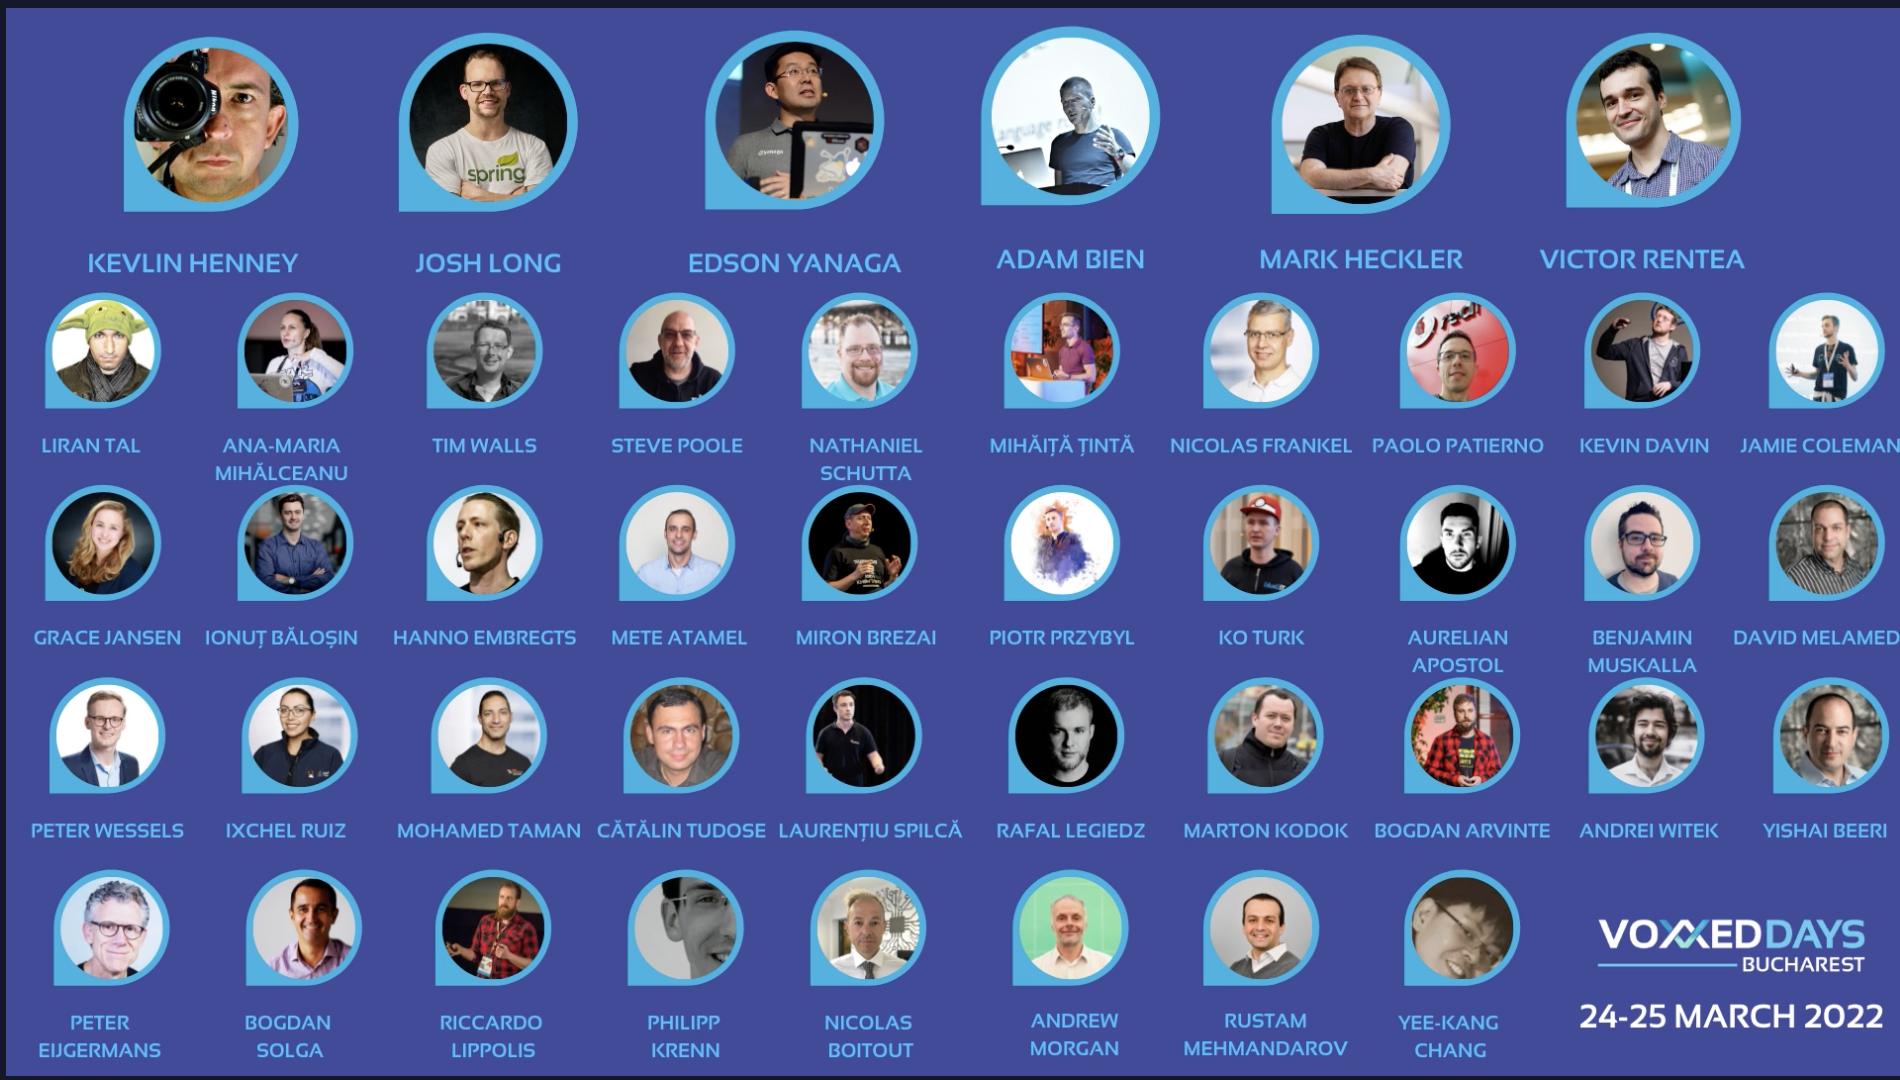 KEVLIN HENNEY
JOSH LONG
EDSON YANAGA
ADAM BIEN
MARK HECKLER
VICTOR RENTEA
spring
LIRAN TAL
ANA-MARIA
MIHĂLCEANU
TIM WALLS
STEVE POOLE
NATHANIEL
SCHUTTA
MIHĂIȚĂ ȚINTĂ
NICOLAS FRANKEL
PAOLO PATIERNO
KEVIN DAVIN
JAMIE COLEMAN
GRACE JANSEN
IONUȚ BĂLOȘIN
HANNO EMBREGTS
METE ATAMEL
MIRON BREZAI
PIOTR PRZYBYL
KO TURK
AURELIAN
APOSTOL
BENJAMIN
MUSKALLA
DAVID MELAMED
PETER WESSELS
IXCHEL RUIZ
MOHAMED TAMAN
CĂTĂLIN TUDOSE
LAURENȚIU SPILCĂ
RAFAL LEGIEDZ
MARTON KODOK
BOGDAN ARVINTE
ANDREI WITEK
YISHAI BEERI
PETER
EIJGERMANS
BOGDAN
SOLGA
RICCARDO
LIPPOLIS
PHILIPP
KRENN
NICOLAS
BOITOUT
ANDREW
MORGAN
RUSTAM
MEHMANDAROV
YEE-KANG
CHANG
VOXXED DAYS
BUCHAREST
24-25 MARCH 2022